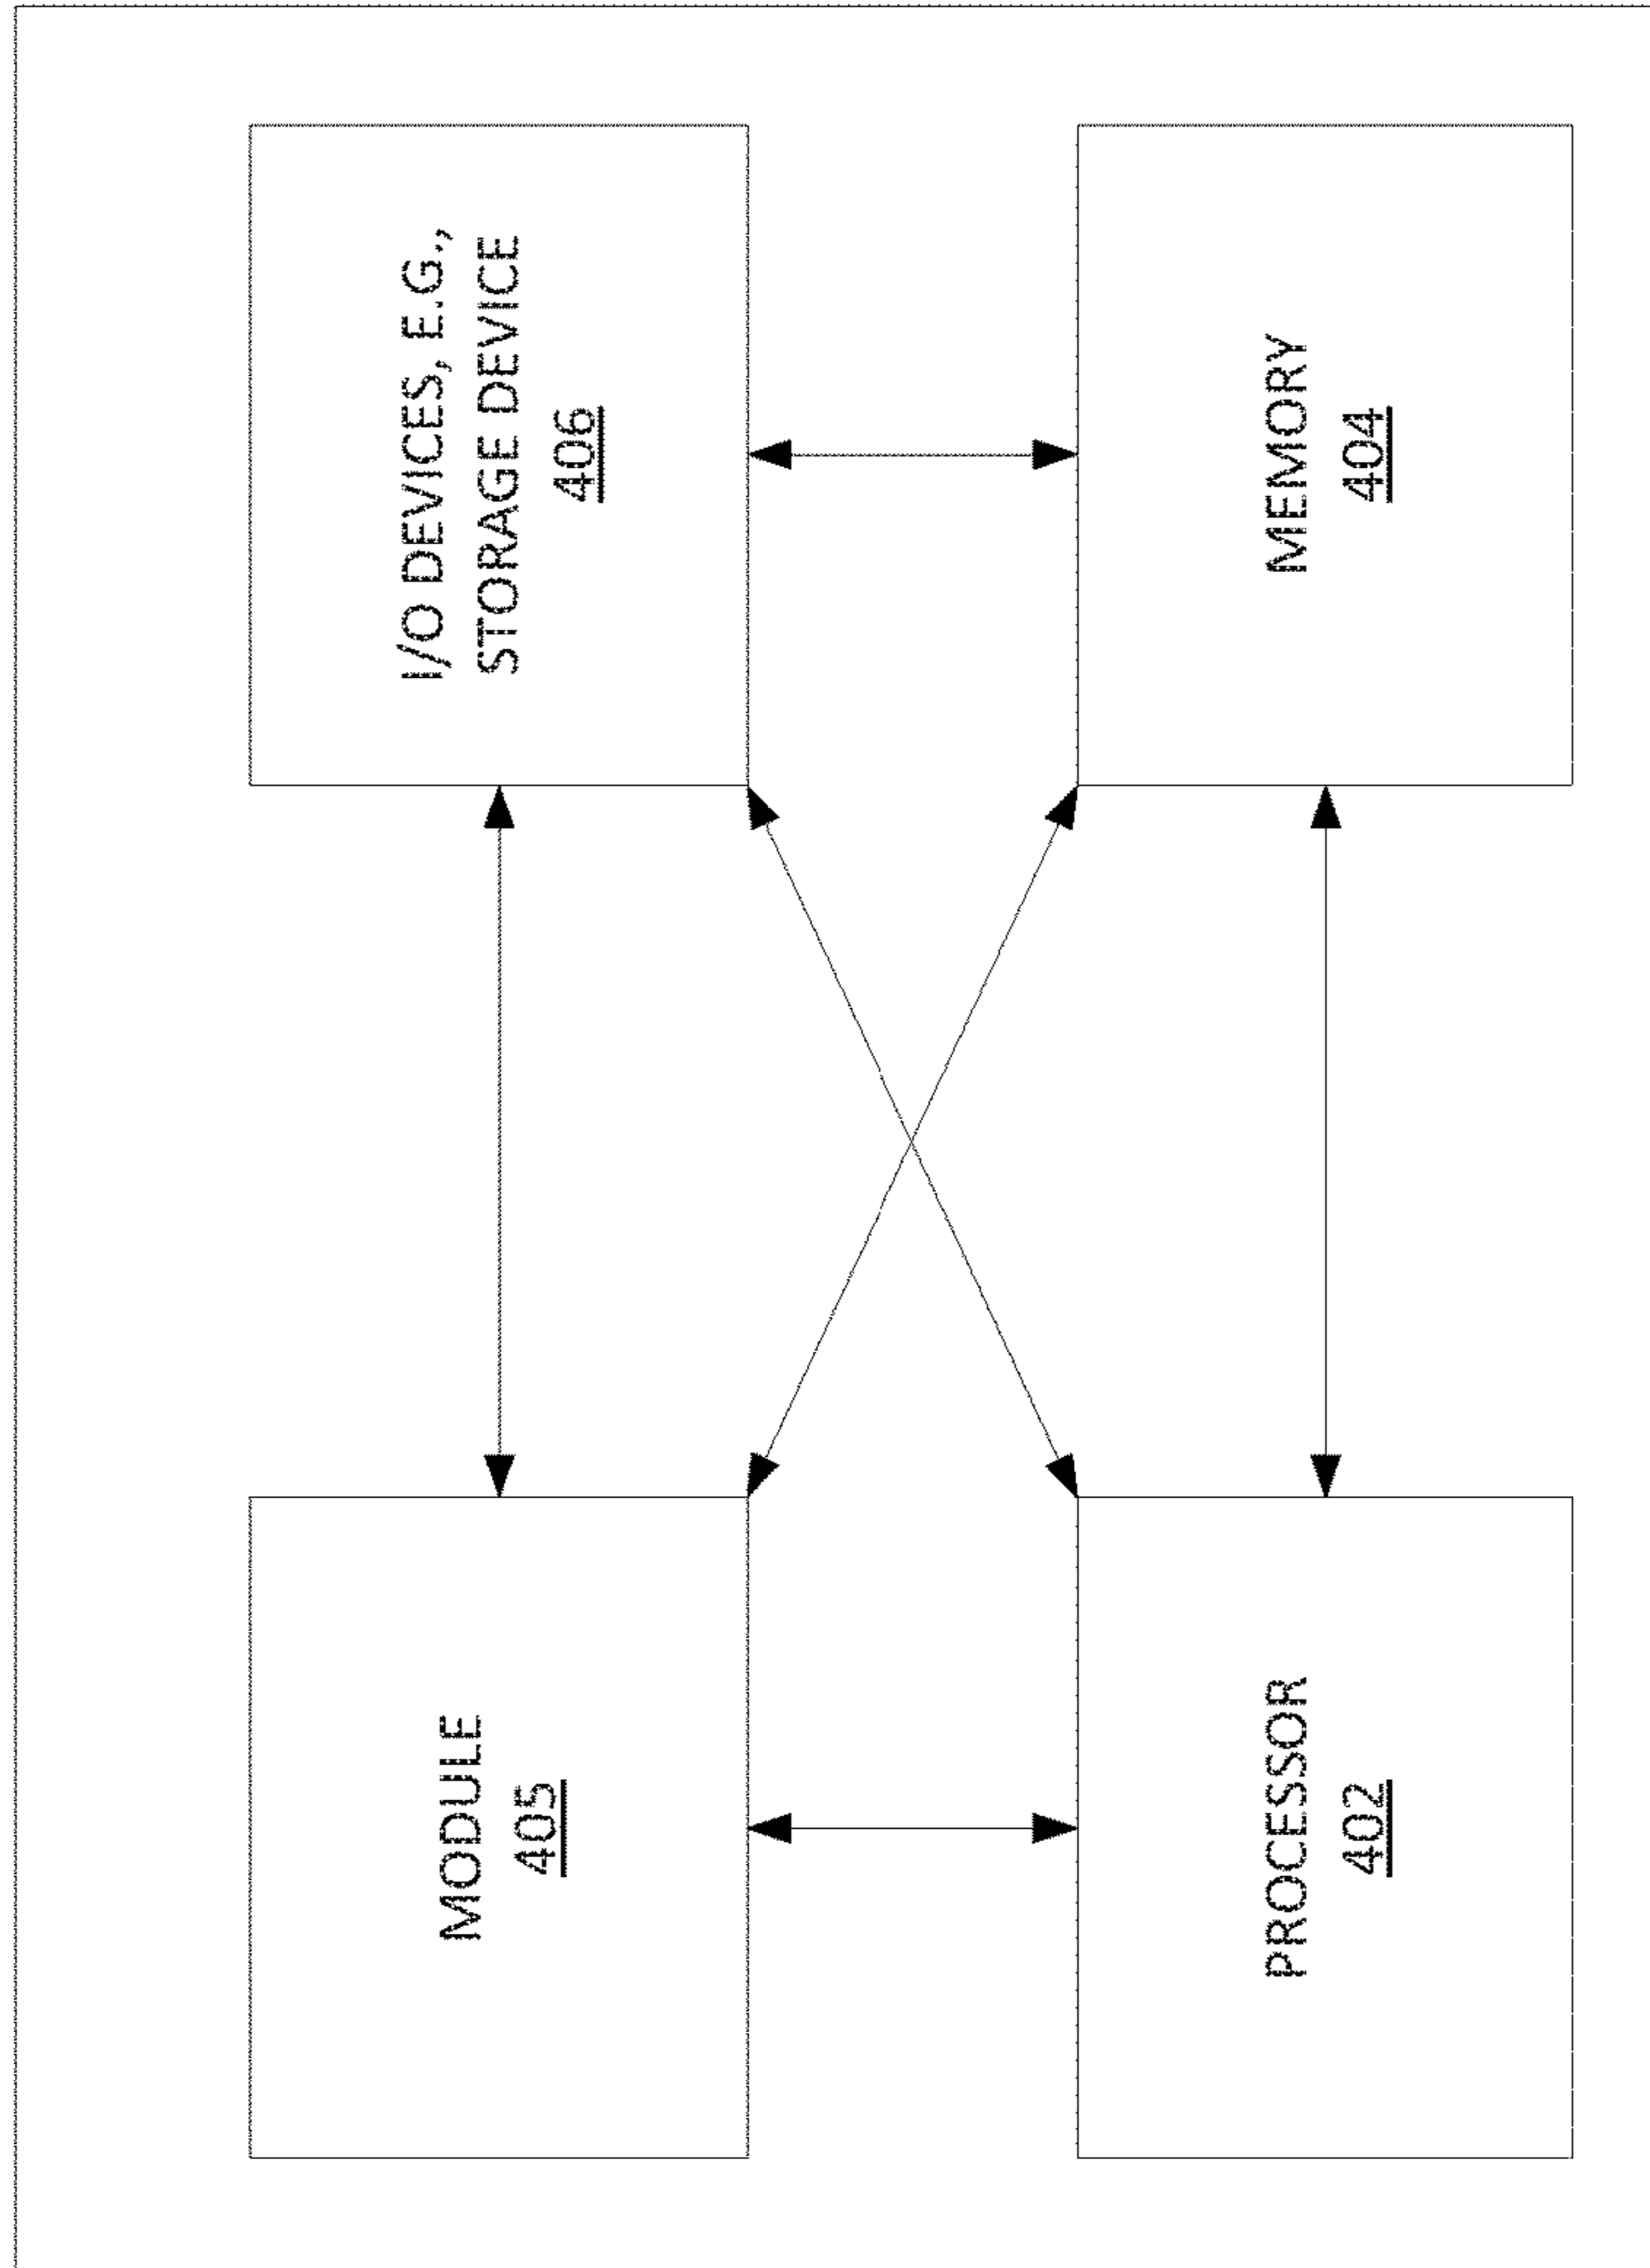 MODULE
405
I/O DEVICES, E.G.,
STORAGE DEVICE
406
PROCESSOR
402
MEMORY
404